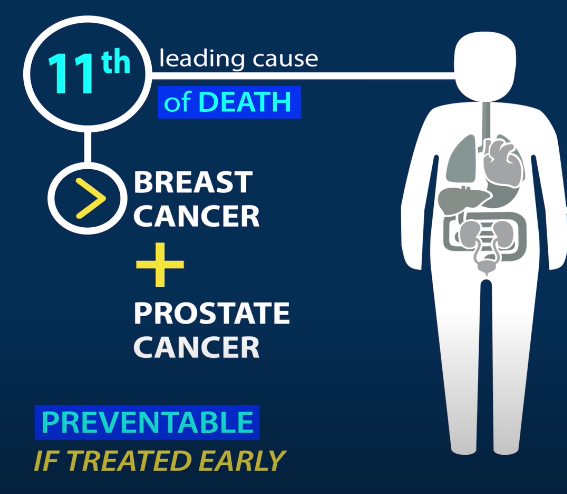 11th
leading cause
of DEATH
>
BREAST
CANCER
+
PROSTATE
CANCER
PREVENTABLE
IF TREATED EARLY